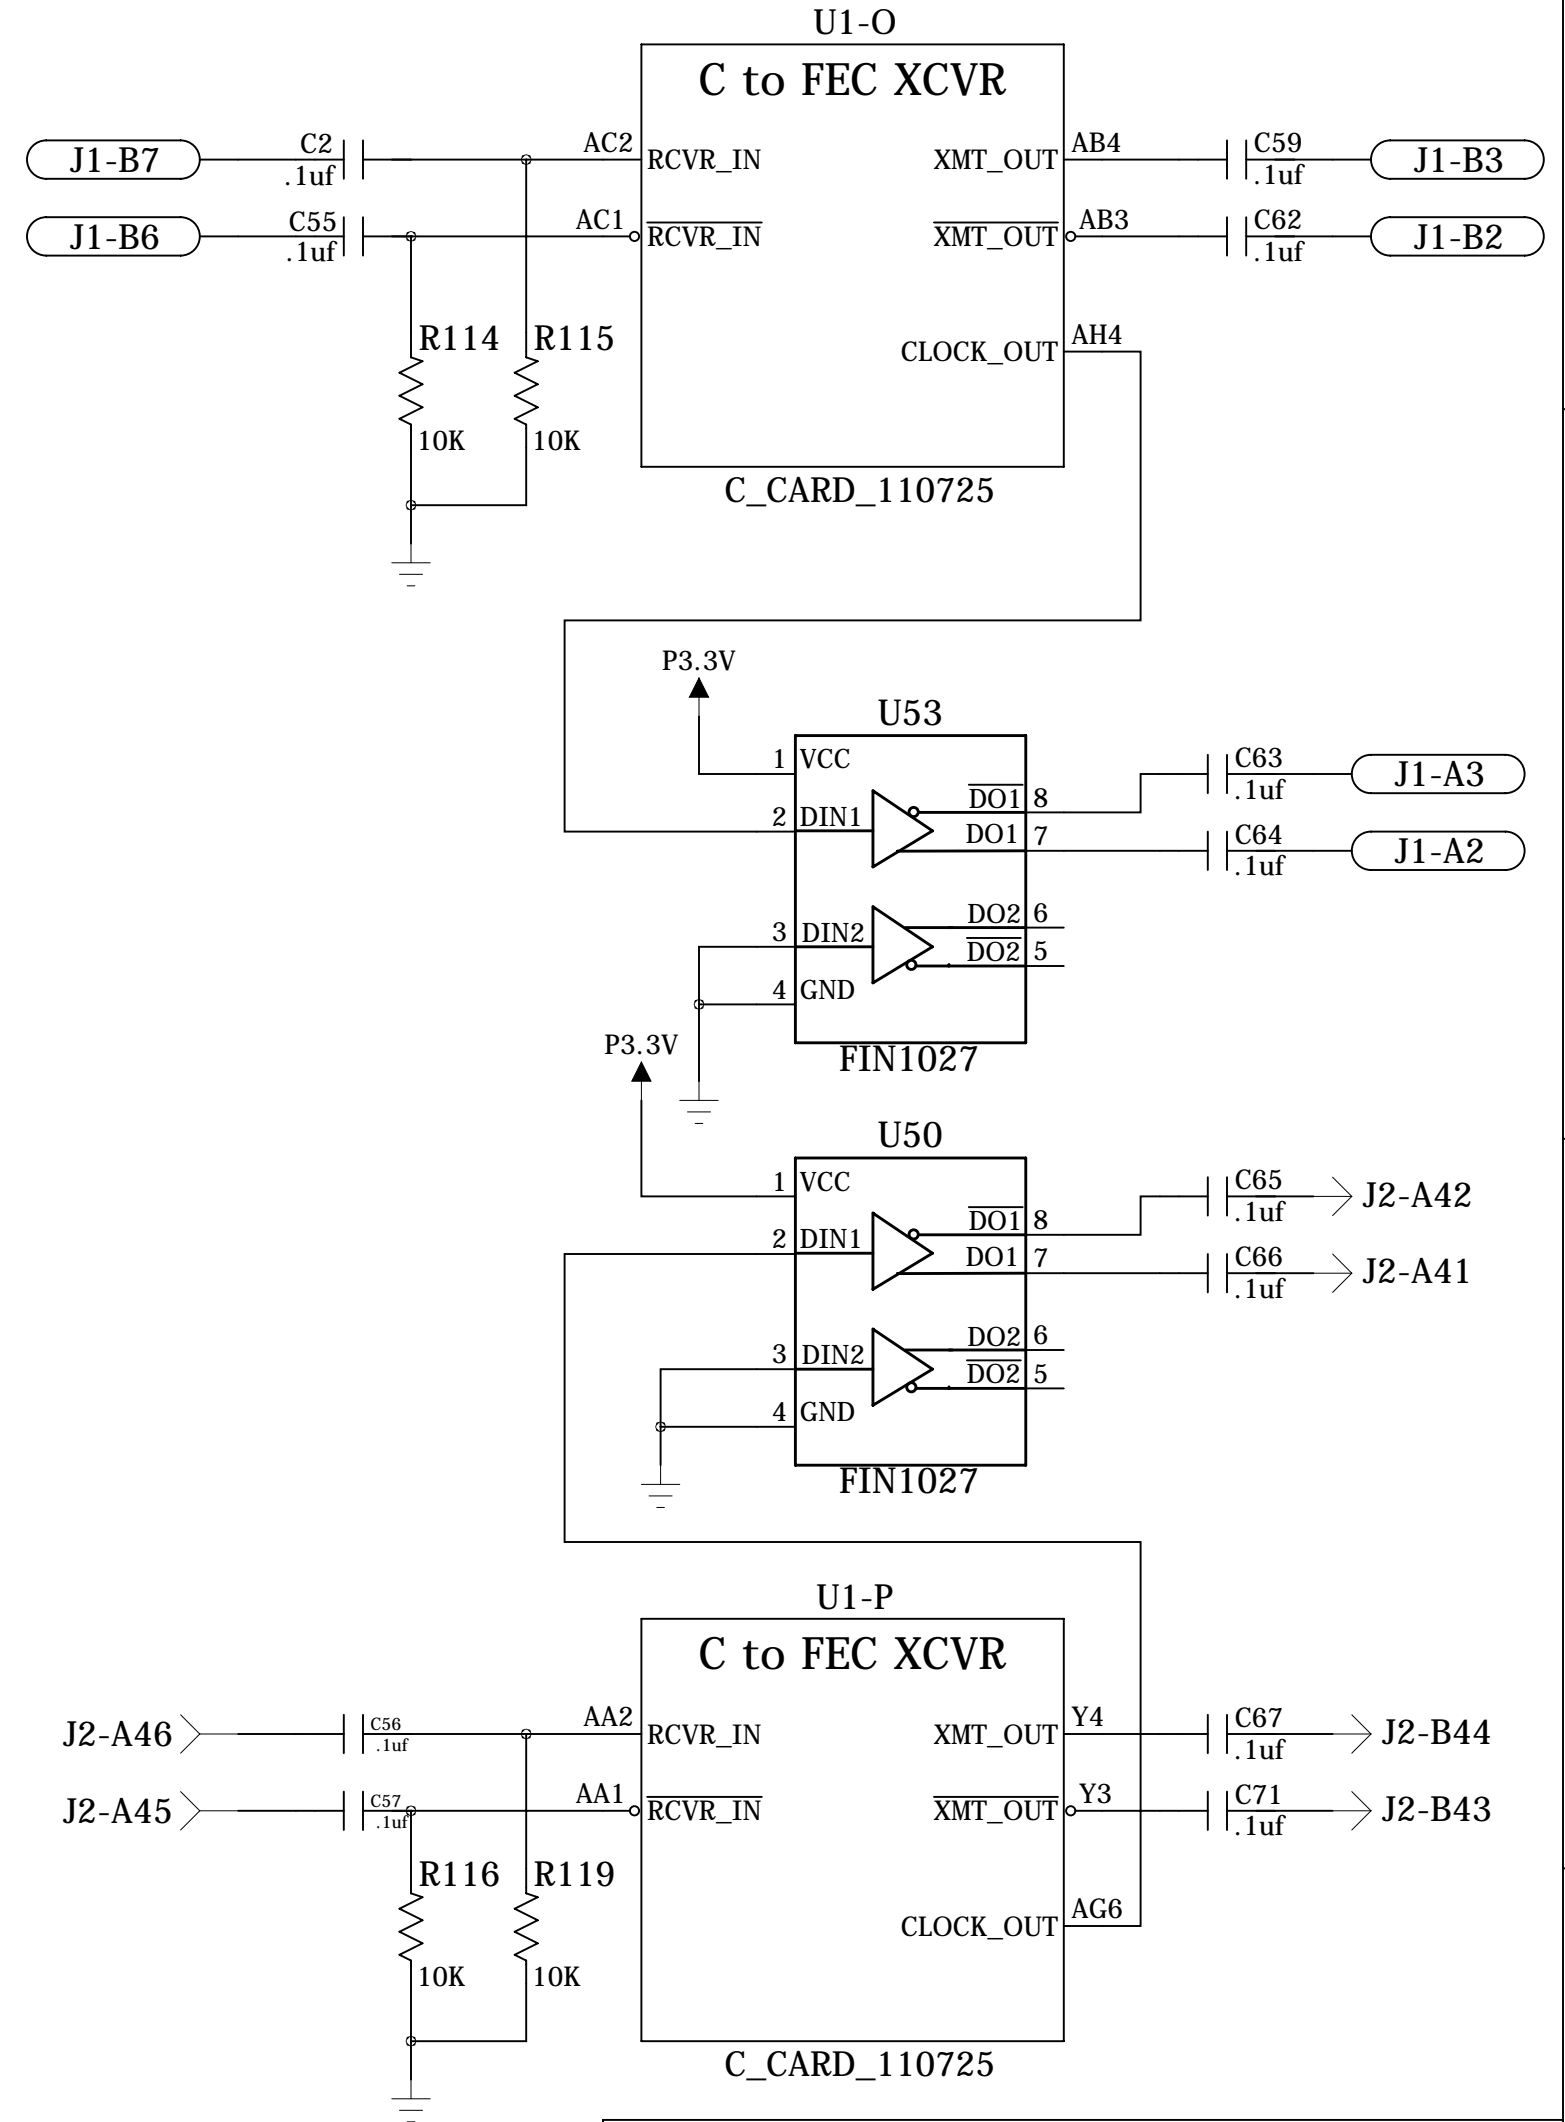 U1-O
C to FEC XCVR
J1-B7 C2 .1uf AC2 RCVR_IN XMT_OUT AB4 C59 .1uf J1-B3
J1-B6 C55 .1uf AC1 RCVR_IN XMT_OUT AB3 C62 .1uf J1-B2
R114 R115 CLOCK_OUT AH4
10K 10K
C_CARD_110725
P3.3V
U53
1 VCC C63 .1uf J1-A3
2 DIN1 DO1 8
DO1 7 C64 .1uf J1-A2
3 DIN2 DO2 6
DO2 5
4 GND
FIN1027
P3.3V
U50
1 VCC C65 .1uf J2-A42
2 DIN1 DO1 8
DO1 7 C66 .1uf J2-A41
3 DIN2 DO2 6
DO2 5
4 GND
FIN1027
U1-P
C to FEC XCVR
J2-A46 C56 .1uf AA2 RCVR_IN XMT_OUT Y4 C67 .1uf J2-B44
J2-A45 C57 .1uf AA1 RCVR_IN XMT_OUT Y3 C71 .1uf J2-B43
R116 R119 CLOCK_OUT AG6
10K 10K
C_CARD_110725